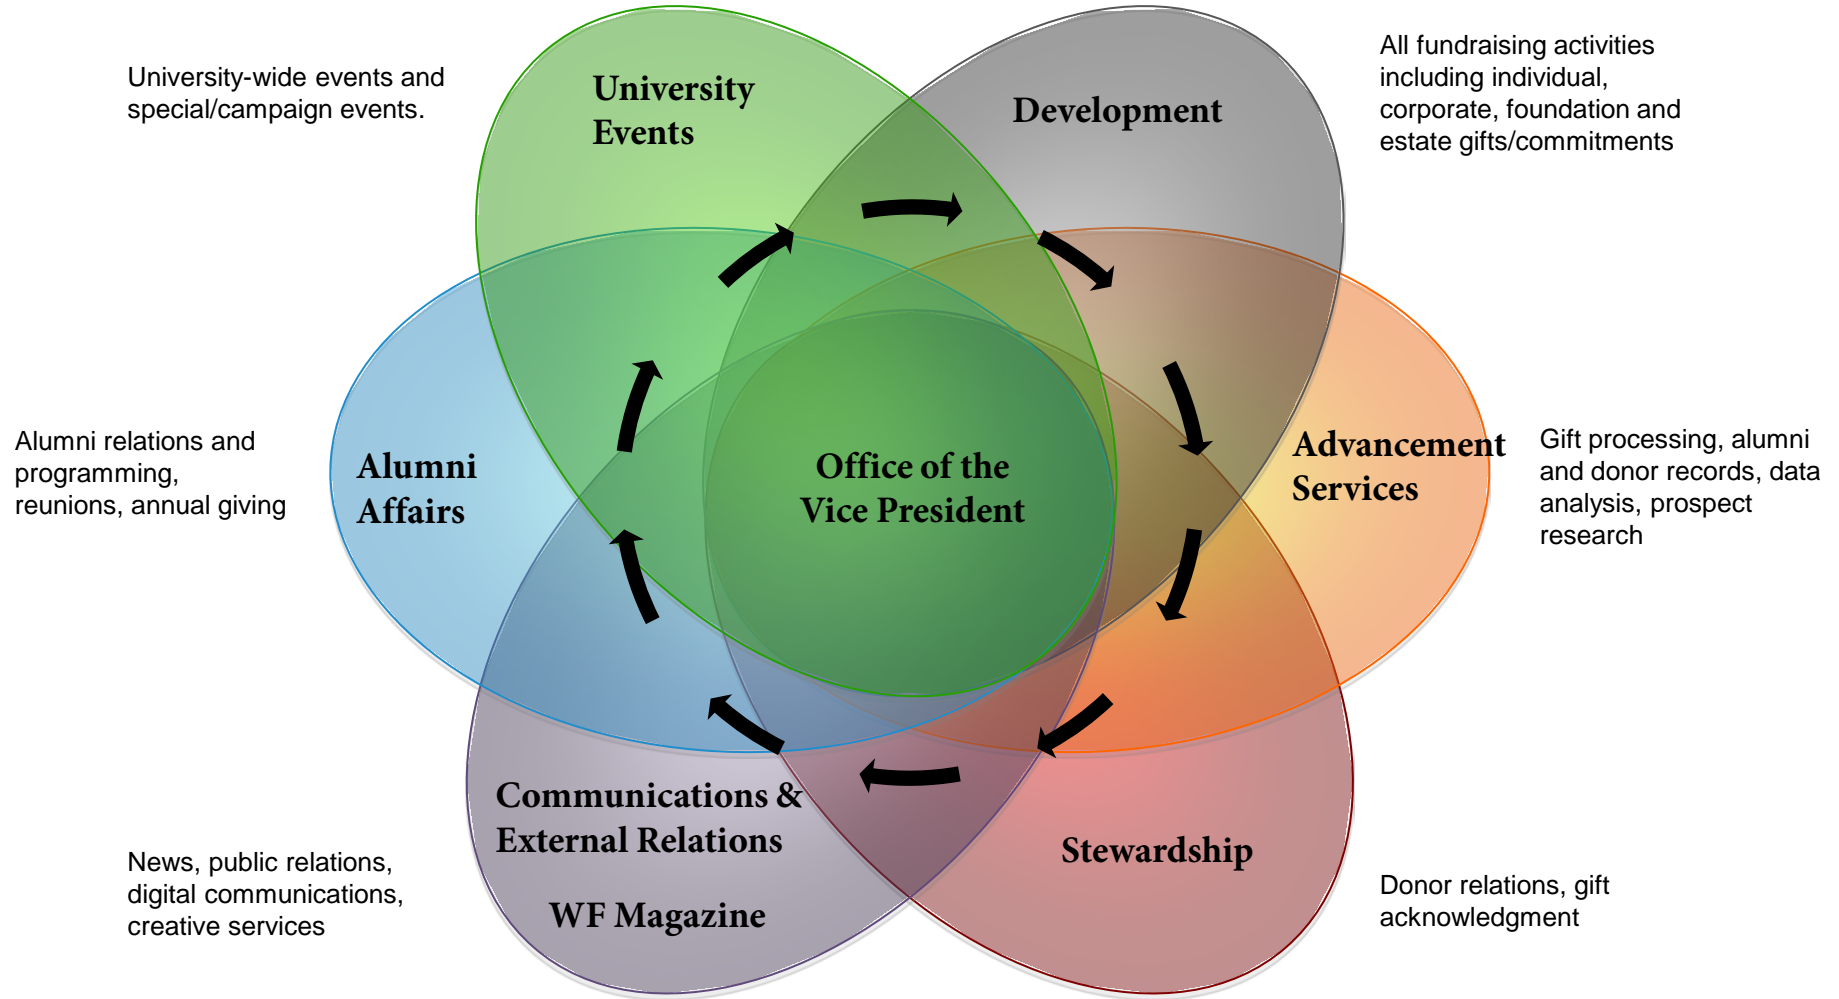 University-wide events and
special/campaign events.
University
Events
Development
All fundraising activities
including individual,
corporate, foundation and
estate gifts/commitments
Alumni relations and
programming,
reunions, annual giving
Alumni
Affairs
Office of the
Vice President
Advancement
Services
Gift processing, alumni
and donor records, data
analysis, prospect
research
News, public relations,
digital communications,
creative services
Communications &
External Relations
WF Magazine
Stewardship
Donor relations, gift
acknowledgment